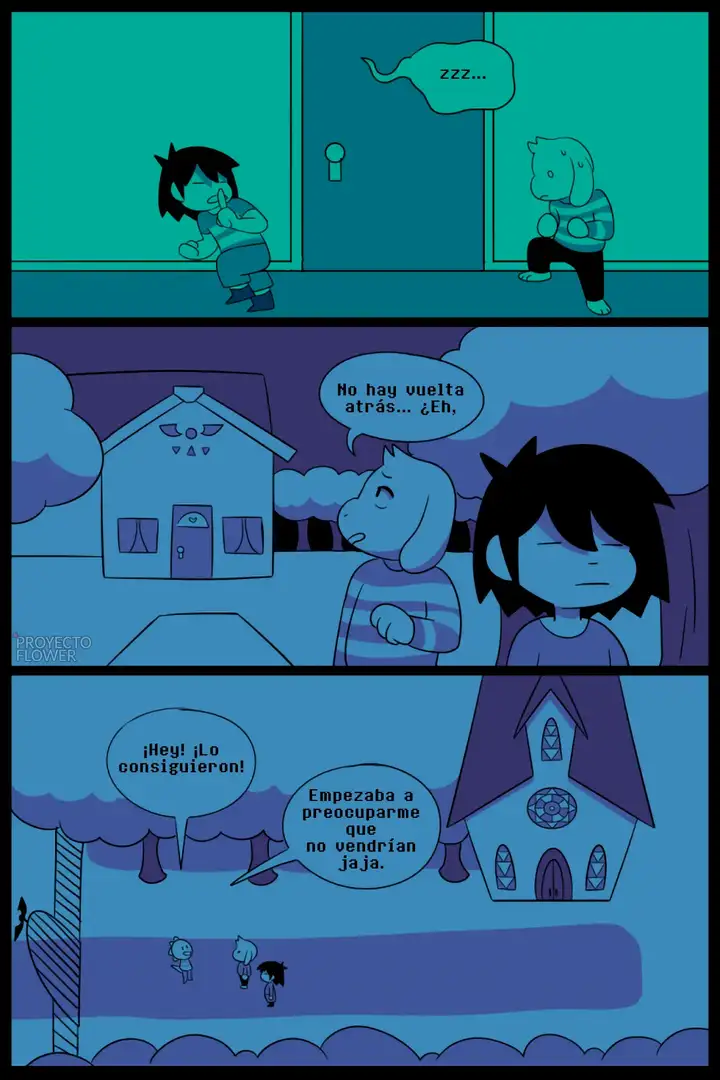 zzz...
No hay vuelta
atrás... ¿Eh,
PROYECTO
FLOWER
¡Hey! ¡Lo
consiguieron!
Empezaba a
preocuparme
que
no vendrían
jaja.